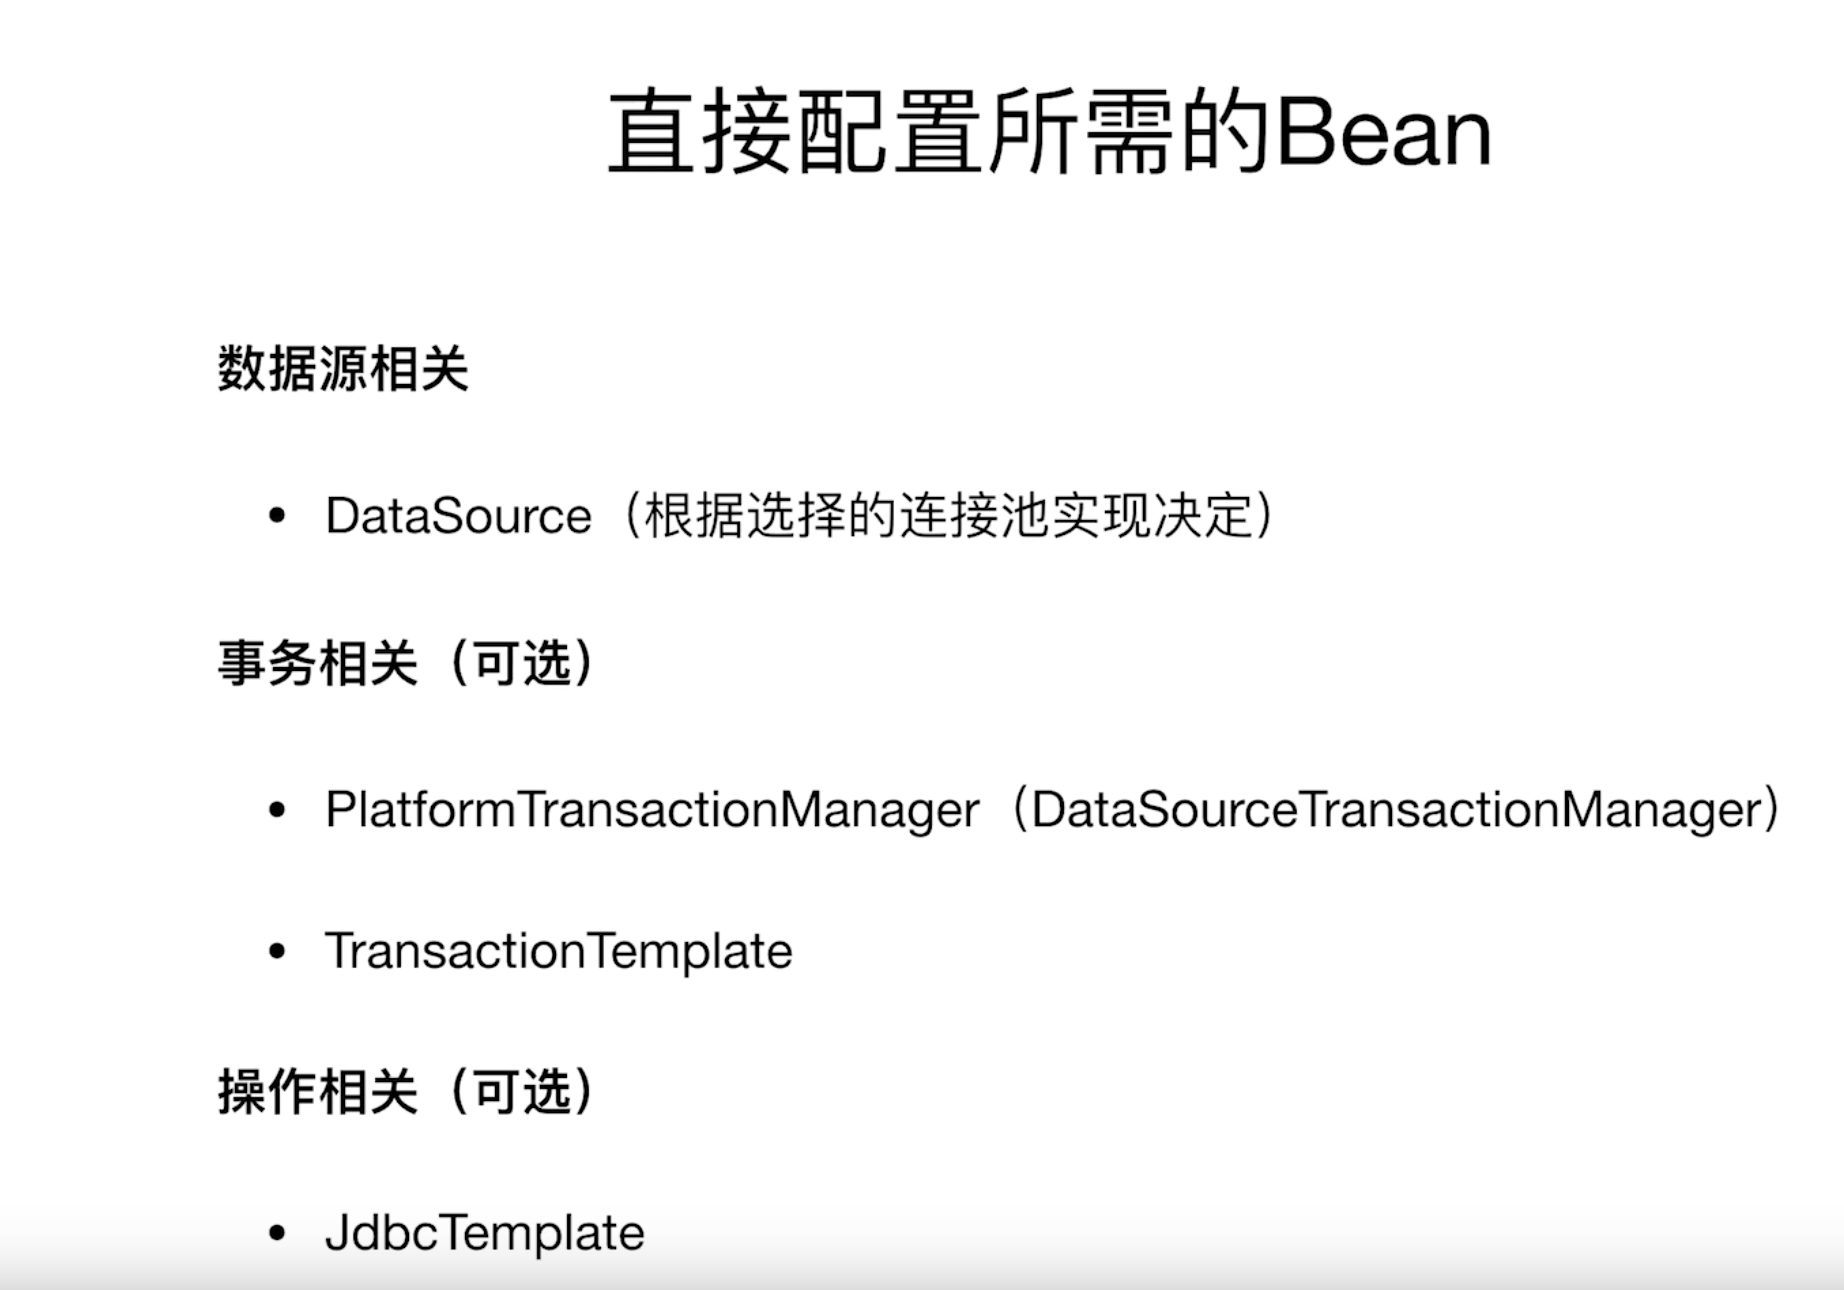 直接配置所需的Bean
数据源相关
• DataSource（根据选择的连接池实现决定）
事务相关（可选）
• PlatformTransactionManager（DataSourceTransactionManager）
• TransactionTemplate
操作相关（可选）
• JdbcTemplate